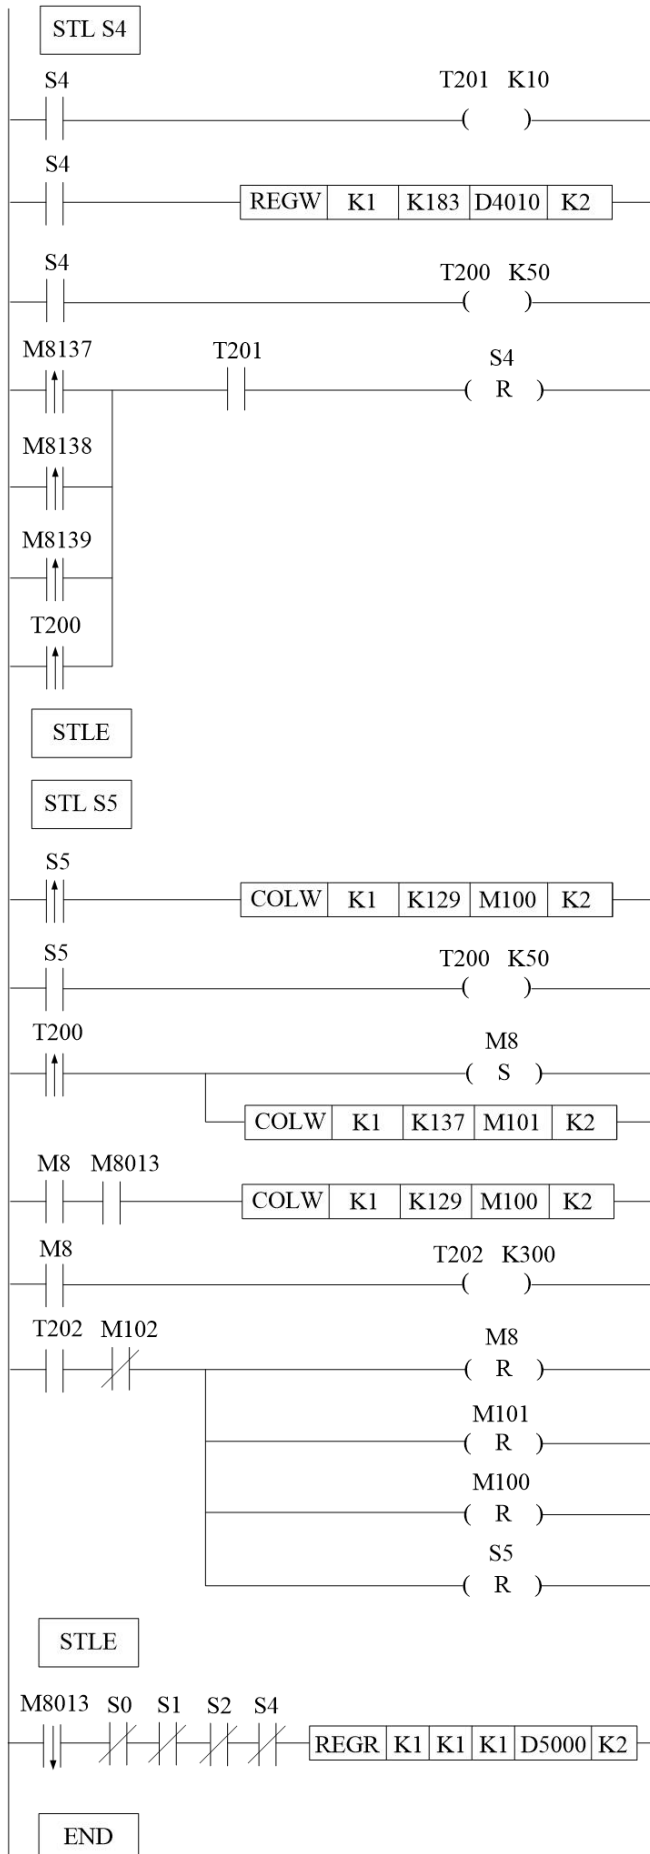 STL S4
S4
T201 K10
( )
S4
REGW K1 K183 D4010 K2
S4
T200 K50
( )
M8137
T201
S4
( R )
M8138
M8139
T200
STLE
STL S5
S5
COLW K1 K129 M100 K2
S5
T200 K50
( )
T200
M8
( S )
COLW K1 K137 M101 K2
M8 M8013
COLW K1 K129 M100 K2
M8
T202 K300
( )
T202 M102
M8
( R )
M101
( R )
M100
( R )
S5
( R )
STLE
M8013 S0 S1 S2 S4
REGR K1 K1 K1 D5000 K2
END